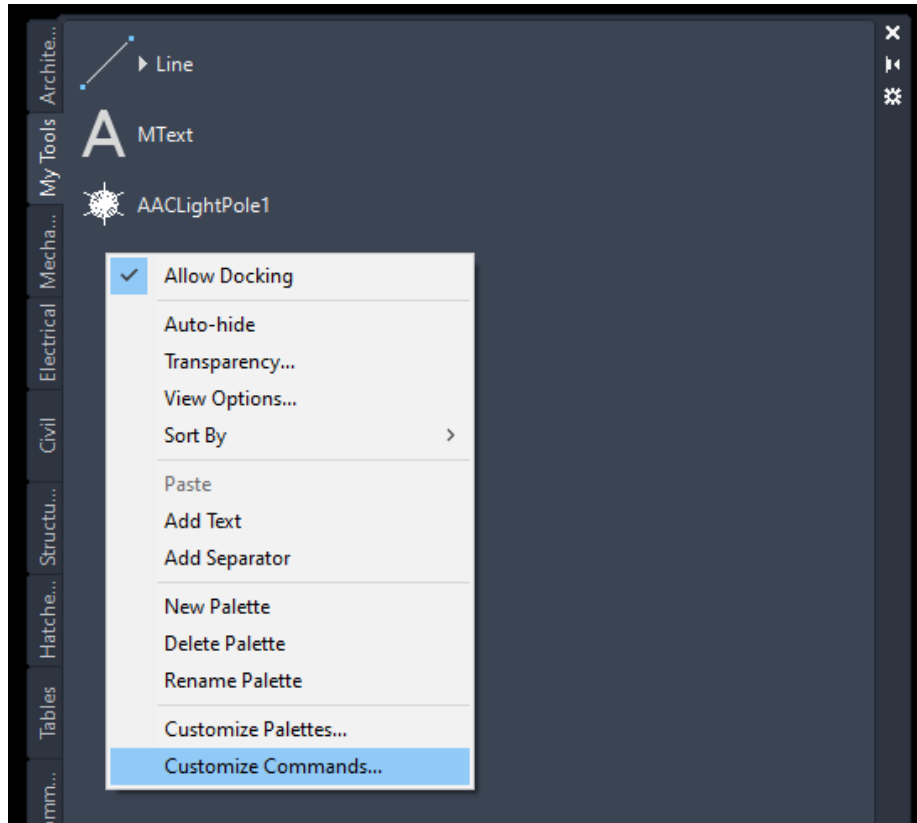 Archite...
My Tools
Mecha...
Electrical
Civil
Structu...
Hatche...
Tables
omm...
Line
MText
AACLightPole1
Allow Docking
Auto-hide
Transparency...
View Options...
Sort By
Paste
Add Text
Add Separator
New Palette
Delete Palette
Rename Palette
Customize Palettes...
Customize Commands...